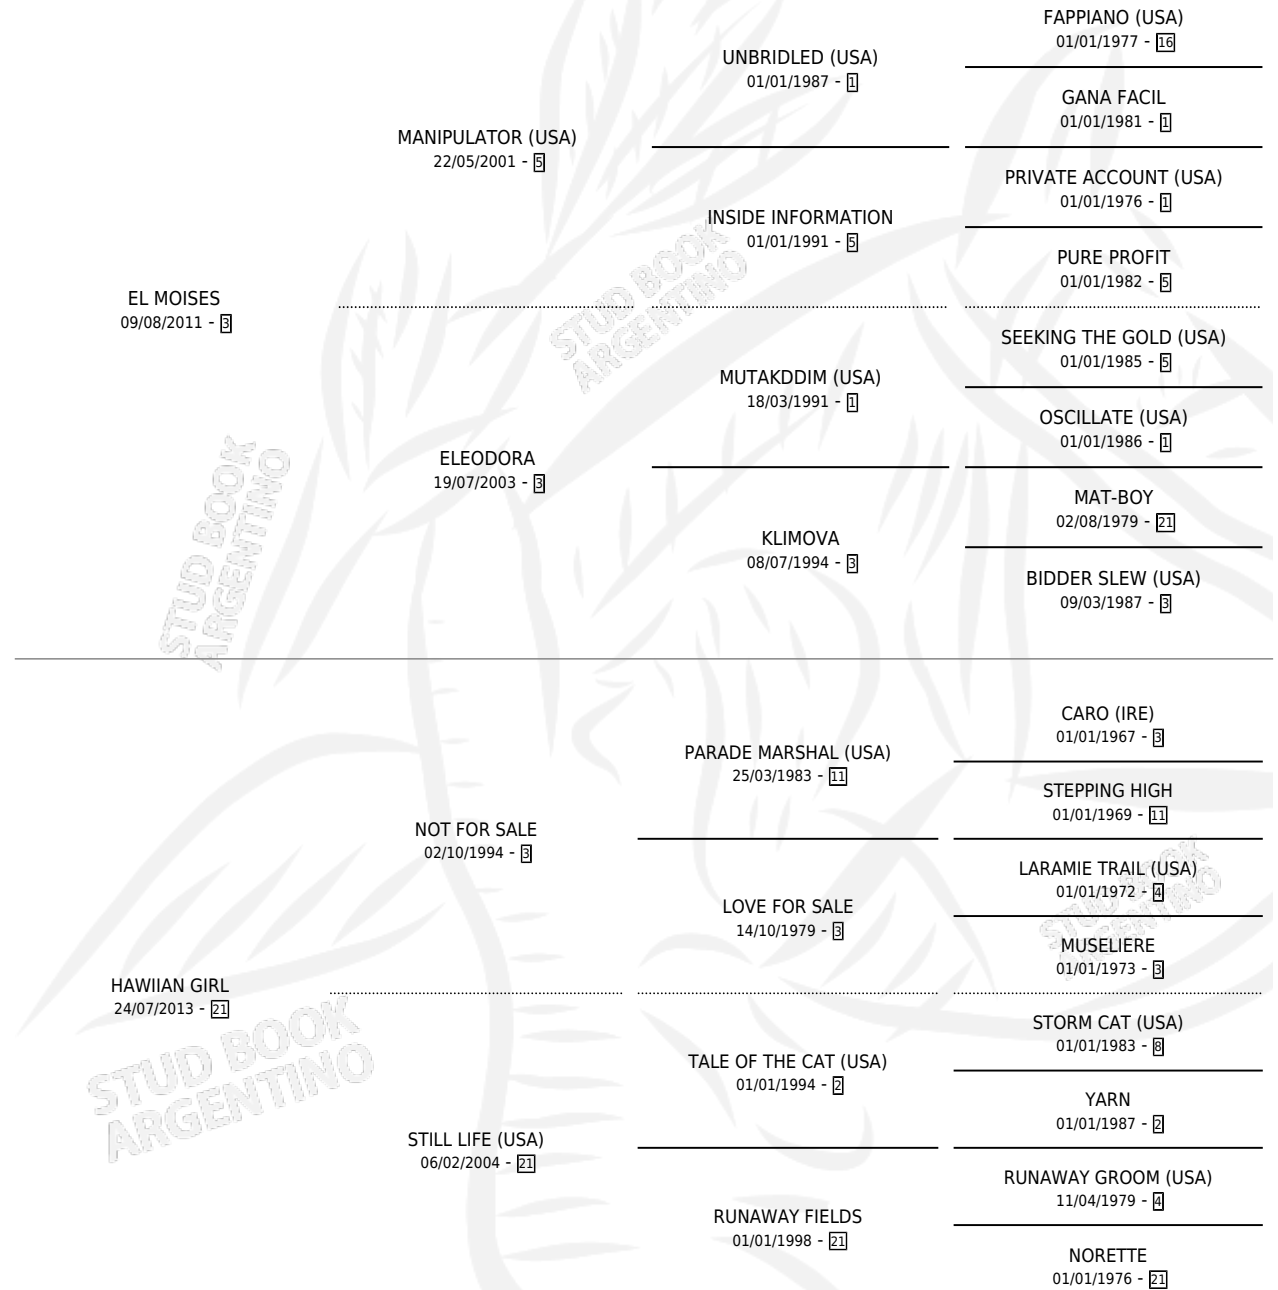 FAPPIANO (USA)
01/01/1977 - 16
UNBRIDLED (USA)
01/01/1987 - 1
GANA FACIL
01/01/1981 - 1
MANIPULATOR (USA)
22/05/2001 - 5
PRIVATE ACCOUNT (USA)
01/01/1976 - 1
INSIDE INFORMATION
01/01/1991 - 5
PURE PROFIT
01/01/1982 - 5
EL MOISES
09/08/2011 - 3
STUD BOOK
ARGENTINO
SEEKING THE GOLD (USA)
01/01/1985 - 5
MUTAKDDIM (USA)
18/03/1991 - 1
OSCILLATE (USA)
01/01/1986 - 1
ELEODORA
19/07/2003 - 3
MAT-BOY
02/08/1979 - 21
KLIMOVA
08/07/1994 - 3
BIDDER SLEW (USA)
09/03/1987 - 3
STUD BOOK
ARGENTINO
CARO (IRE)
01/01/1967 - 3
PARADE MARSHAL (USA)
25/03/1983 - 11
STEPPING HIGH
01/01/1969 - 11
NOT FOR SALE
02/10/1994 - 3
LARAMIE TRAIL (USA)
01/01/1972 - 4
LOVE FOR SALE
14/10/1979 - 3
STUD BOOK
ARGENTINO
MUSELIERE
01/01/1973 - 3
HAWIIAN GIRL
24/07/2013 - 21
STUD BOOK
ARGENTINO
STORM CAT (USA)
01/01/1983 - 8
TALE OF THE CAT (USA)
01/01/1994 - 2
YARN
01/01/1987 - 2
STILL LIFE (USA)
06/02/2004 - 21
RUNAWAY GROOM (USA)
11/04/1979 - 4
RUNAWAY FIELDS
01/01/1998 - 21
NORETTE
01/01/1976 - 21